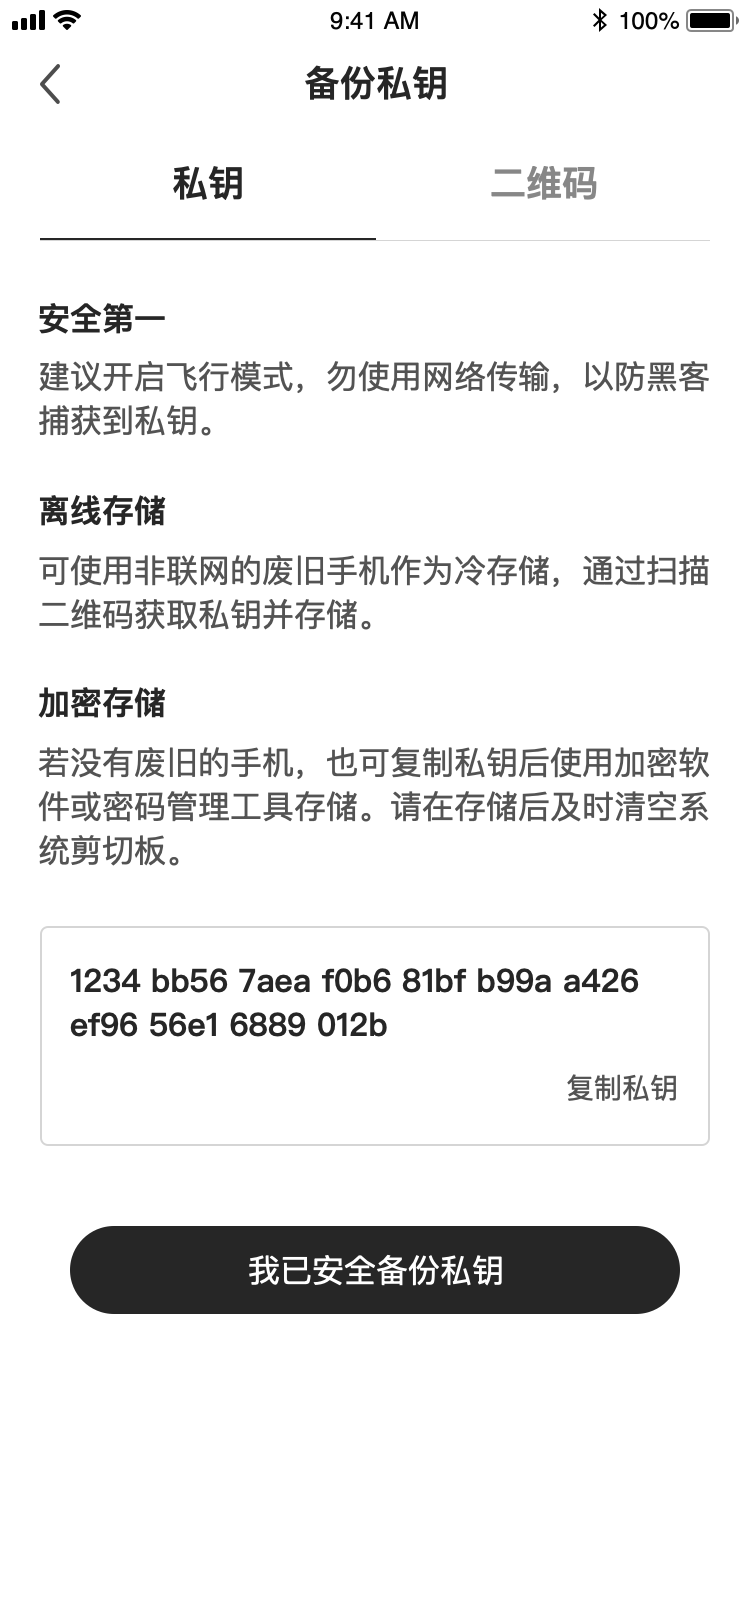 9:41 AM
100%
备份私钥
私钥
二维码
安全第一
建议开启飞行模式，勿使用网络传输，以防黑客
捕获到私钥。
离线存储
可使用非联网的废旧手机作为冷存储，通过扫描
二维码获取私钥并存储。
加密存储
若没有废旧的手机，也可复制私钥后使用加密软
件或密码管理工具存储。请在存储后及时清空系
统剪切板。
1234 bb56 7aea f0b6 81bf b99a a426
ef96 56e1 6889 012b
复制私钥
我已安全备份私钥